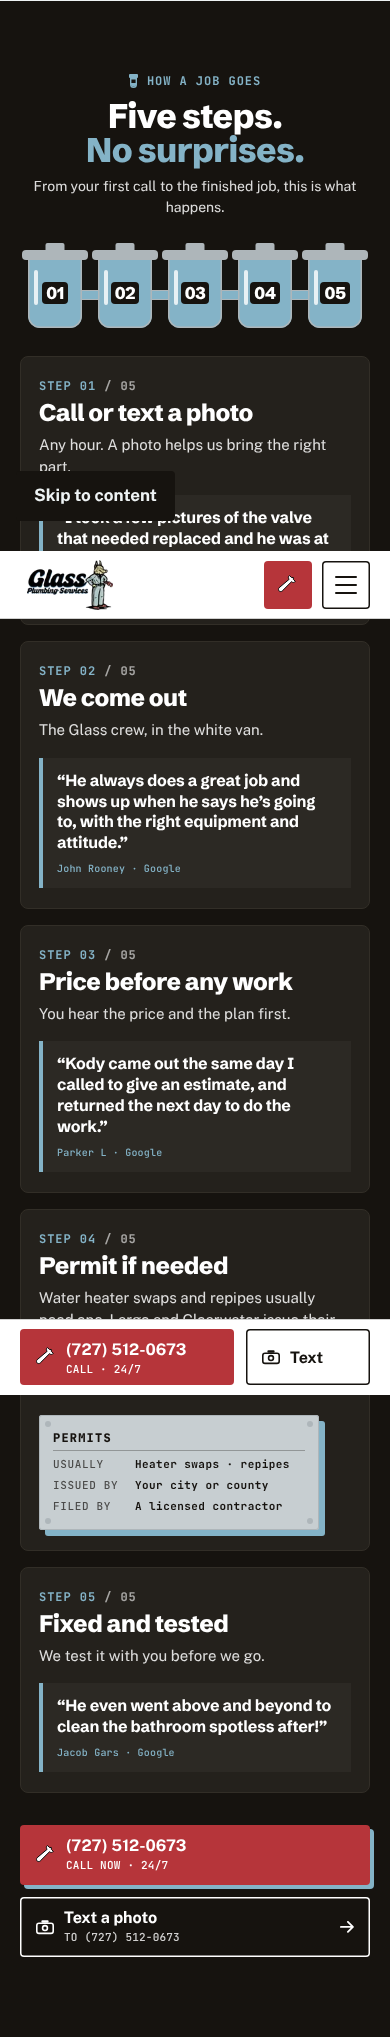 HOW A JOB GOES
Five steps.
No surprises.
From your first call to the finished job, this is what
happens.
01 02 03 04 05
STEP 01 / 05
Call or text a photo
Any hour. A photo helps us bring the right
part.
Skip to content
pictures of the valve
that needed replaced and he was at
Glass
Plumbing Services
STEP 02 / 05
We come out
The Glass crew, in the white van.
“He always does a great job and
shows up when he says he’s going
to, with the right equipment and
attitude.”
John Rooney · Google
STEP 03 / 05
Price before any work
You hear the price and the plan first.
“Kody came out the same day I
called to give an estimate, and
returned the next day to do the
work.”
Parker L · Google
STEP 04 / 05
Permit if needed
Water heater swaps and repipes usually
(727) 512-0673
CALL · 24/7
Text
PERMITS
USUALLY Heater swaps · repipes
ISSUED BY Your city or county
FILED BY A licensed contractor
STEP 05 / 05
Fixed and tested
We test it with you before we go.
“He even went above and beyond to
clean the bathroom spotless after!”
Jacob Gars · Google
(727) 512-0673
CALL NOW · 24/7
Text a photo
TO (727) 512-0673